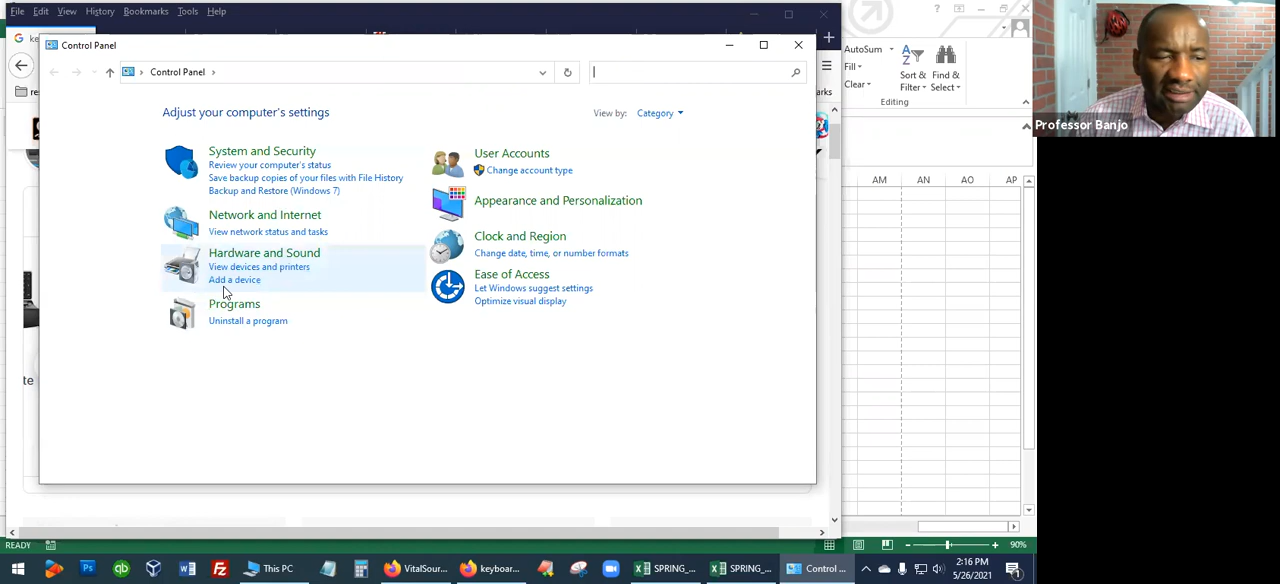 File Edit View History Bookmarks Tools Help
Control Panel
Control Panel
Adjust your computer's settings
View by: Category
System and Security
Review your computer's status
Save backup copies of your files with File History
Backup and Restore (Windows 7)
Network and Internet
View network status and tasks
Hardware and Sound
View devices and printers
Add a device
Programs
Uninstall a program
User Accounts
Change account type
Appearance and Personalization
Clock and Region
Change date, time, or number formats
Ease of Access
Let Windows suggest settings
Optimize visual display
AutoSum
Fill
Clear
Sort &
Filter
Find &
Select
Editing
AM AN AO AP
Professor Banjo
READY
90%
This PC
VitalSour...
keyboar...
SPRING_...
SPRING_...
Control ...
2:16 PM
5/26/2021